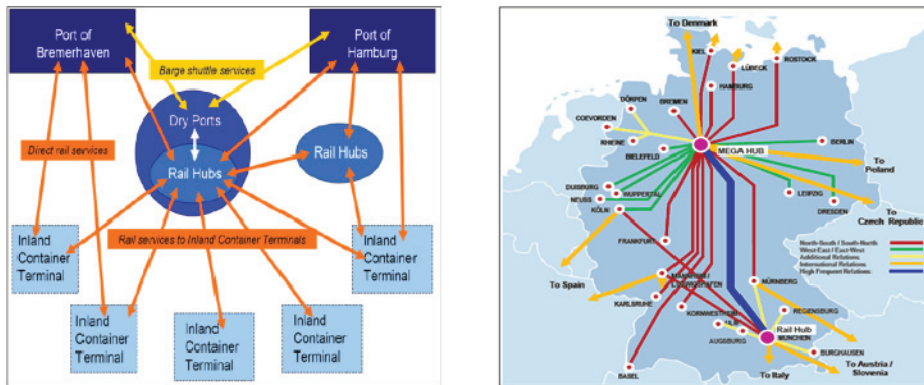 Port of
Bremerhaven
Port of
Hamburg
Barge shuttle services
Dry Ports
Direct rail services
Rail Hubs
Rail Hubs
Rail services to Inland Container Terminals
Inland
Container
Terminal
Inland
Container
Terminal
Inland
Container
Terminal
Inland
Container
Terminal
Inland
Container
Terminal
To Denmark
KIEL
LÜBECK
ROSTOCK
HAMBURG
DÖRPEN
BREMEN
COEVORDEN
RHEINE
BIELEFELD
MEGA HUB
BERLIN
To
Poland
DUISBURG
WUPPERTAL
NEUSS
KÖLN
LEIPZIG
DRESDEN
To
Czech Republic
FRANKFURT
North-South / South-North
West-East / East-West
Additional Relations
International Relations
High Frequent Relations
To Spain
MANNHEIM /
LUDWIGSHAFEN
NÜRNBERG
KARLSRUHE
KORNWESTHEIM
REGENSBURG
ULM
Rail Hub
MÜNCHEN
AUGSBURG
BURGHAUSEN
BASEL
To Italy
To Austria /
Slovenia